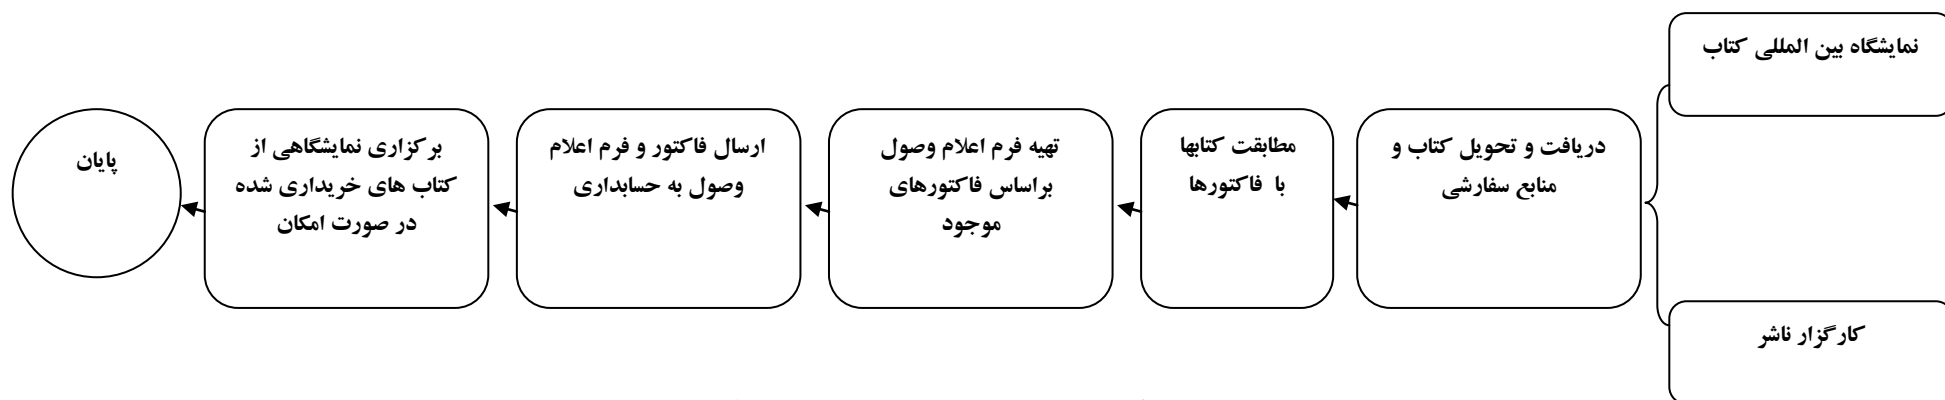 نمایشگاه بین المللی کتاب
کارگزار ناشر
دریافت و تحویل کتاب و
منابع سفارشی
مطابقت کتابها
با فاکتورها
تهیه فرم اعلام وصول
براساس فاکتورهای
موجود
ارسال فاکتور و فرم اعلام
وصول به حسابداری
برگزاری نمایشگاهی از
کتاب های خریداری شده
در صورت امکان
پایان